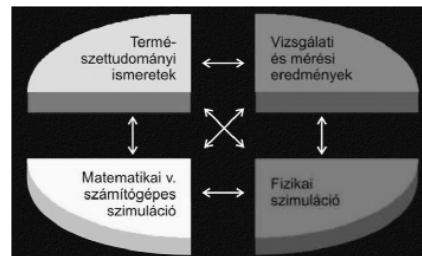 Termé-
szettudományi
ismeretek
Vizsgálati
és mérési
eredmények
Matematikai v.
számítógépes
szimuláció
Fizikai
szimuláció